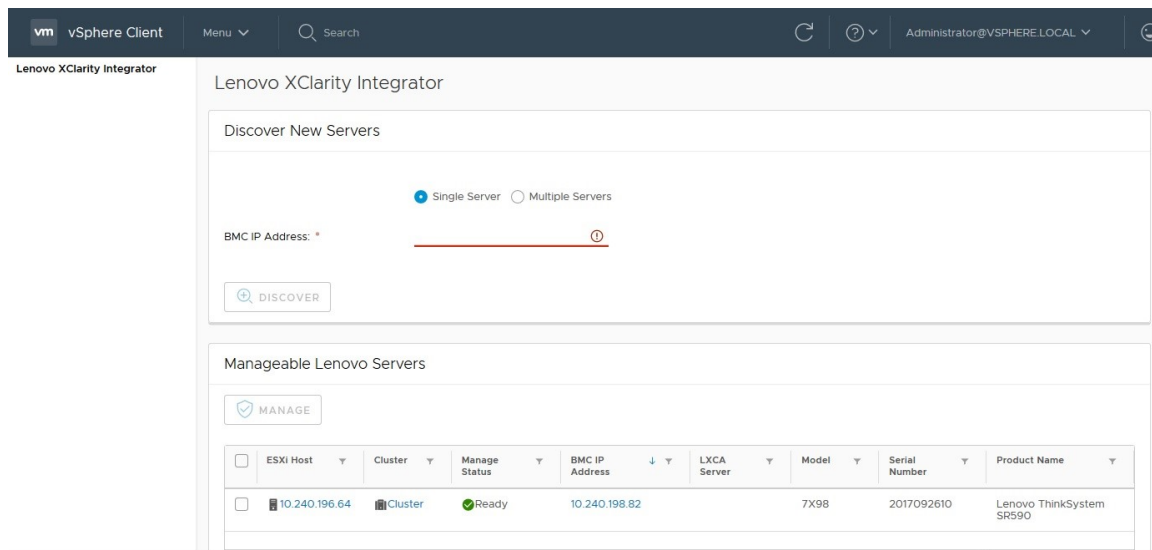 vm vSphere Client Menu Search Administrator@VSPHERE.LOCAL
Lenovo XClarity Integrator
Lenovo XClarity Integrator
Discover New Servers
Single Server Multiple Servers
BMC IP Address: *
DISCOVER
Manageable Lenovo Servers
MANAGE
ESXi Host Cluster Manage Status BMC IP Address LXCA Server Model Serial Number Product Name
10.240.196.64 Cluster Ready 10.240.198.82 7X98 2017092610 Lenovo ThinkSystem
SR590